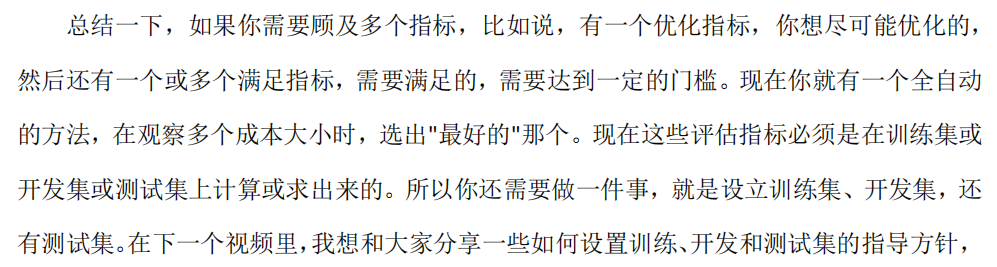 总结一下，如果你需要顾及多个指标，比如说，有一个优化指标，你想尽可能优化的，
然后还有一个或多个满足指标，需要满足的，需要达到一定的门槛。现在你就有一个全自动
的方法，在观察多个成本大小时，选出"最好的"那个。现在这些评估指标必须是在训练集或
开发集或测试集上计算或求出来的。所以你还需要做一件事，就是设立训练集、开发集，还
有测试集。在下一个视频里，我想和大家分享一些如何设置训练、开发和测试集的指导方针，